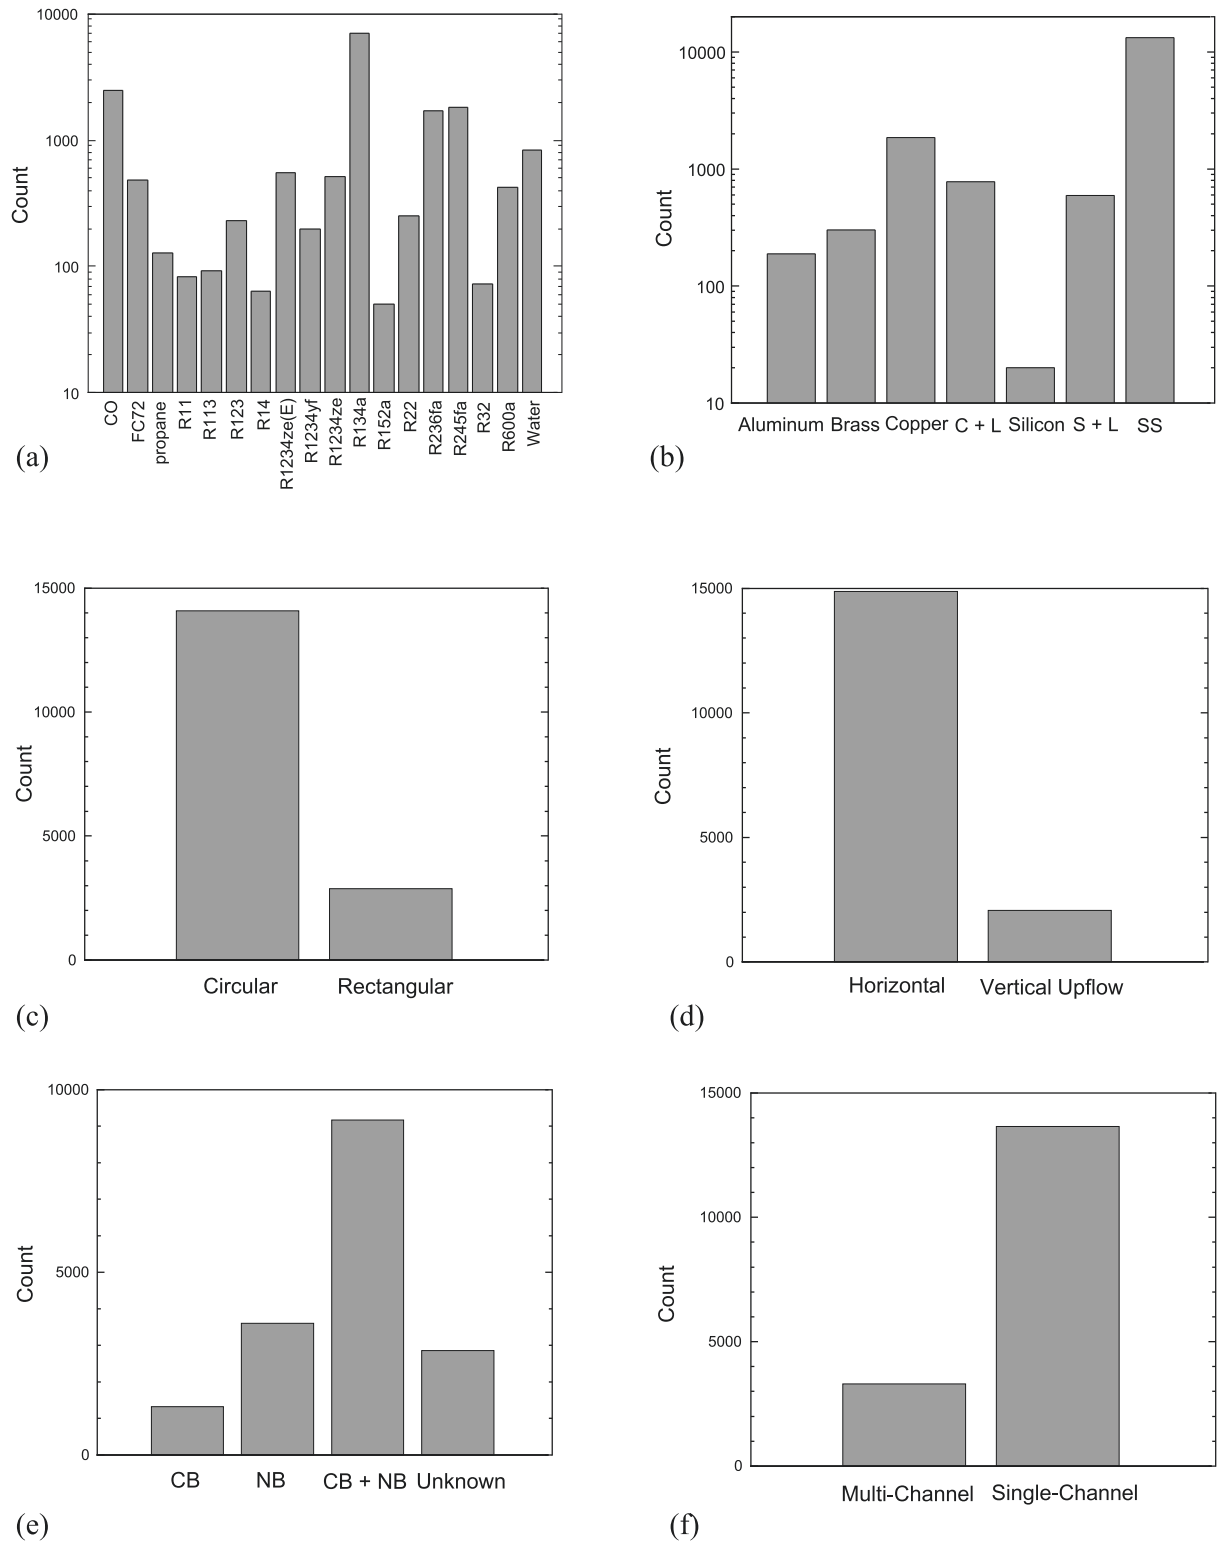 10000
1000
100
10
Count
CO
FC72
propane
R11
R113
R123
R14
R1234ze(E)
R1234yf
R1234ze
R134a
R152a
R22
R236fa
R245fa
R32
R600a
Water
(a)
10000
1000
100
10
Count
Aluminum Brass Copper C + L Silicon S + L SS
(b)
15000
10000
5000
0
Count
Circular Rectangular
(c)
15000
10000
5000
0
Count
Horizontal Vertical Upflow
(d)
10000
5000
0
Count
CB NB CB + NB Unknown
(e)
15000
10000
5000
0
Count
Multi-Channel Single-Channel
(f)